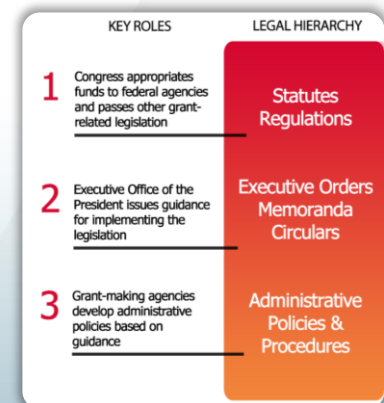 KEY ROLES
LEGAL HIERARCHY
1
Congress appropriates
funds to federal agencies
and passes other grant-
related legislation
Statutes
Regulations
2
Executive Office of the
President issues guidance
for implementing the
legislation
Executive Orders
Memoranda
Circulars
3
Grant-making agencies
develop administrative
policies based on
guidance
Administrative
Policies &
Procedures